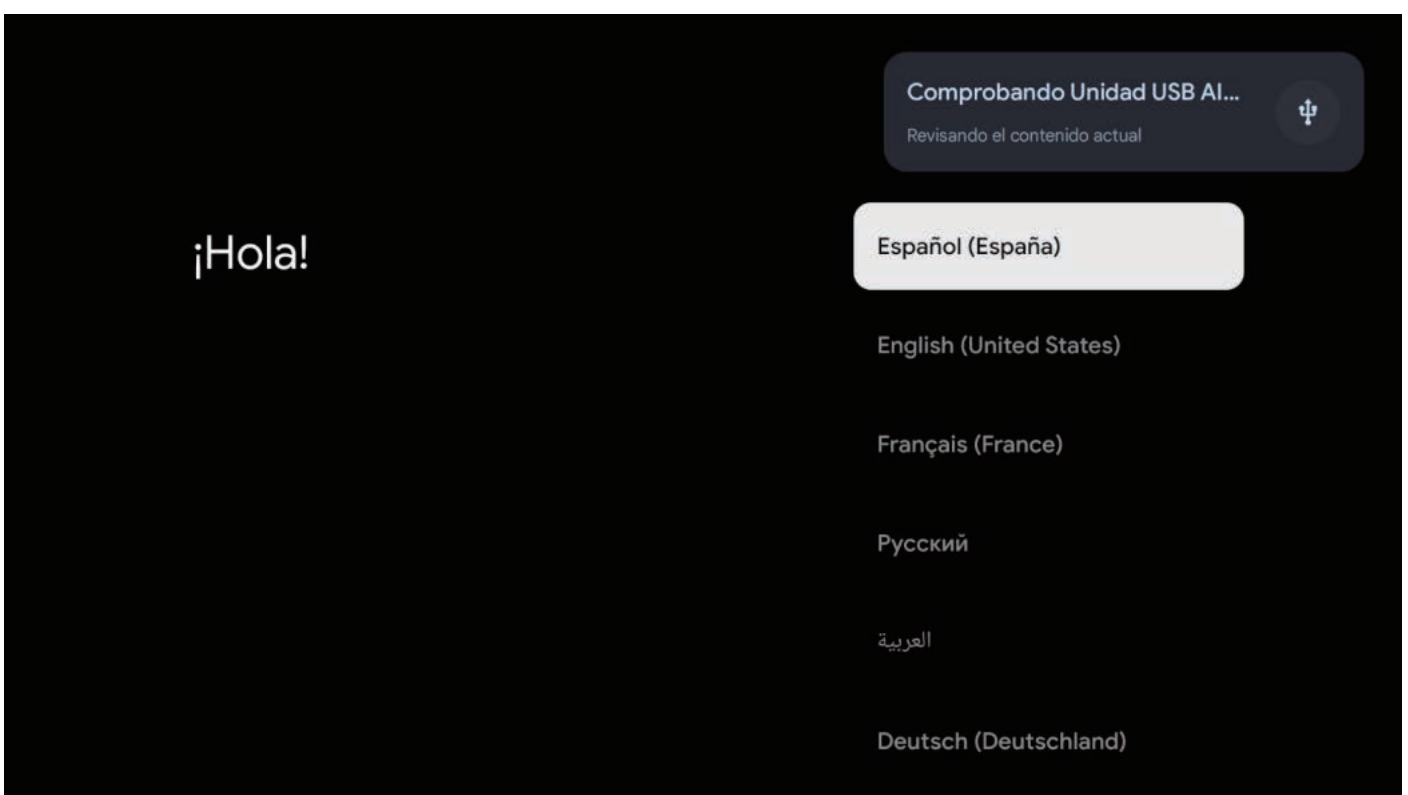 Comprobando Unidad USB Al...
Revisando el contenido actual
¡Hola!
Español (España)
English (United States)
Français (France)
Русский
العربية
Deutsch (Deutschland)